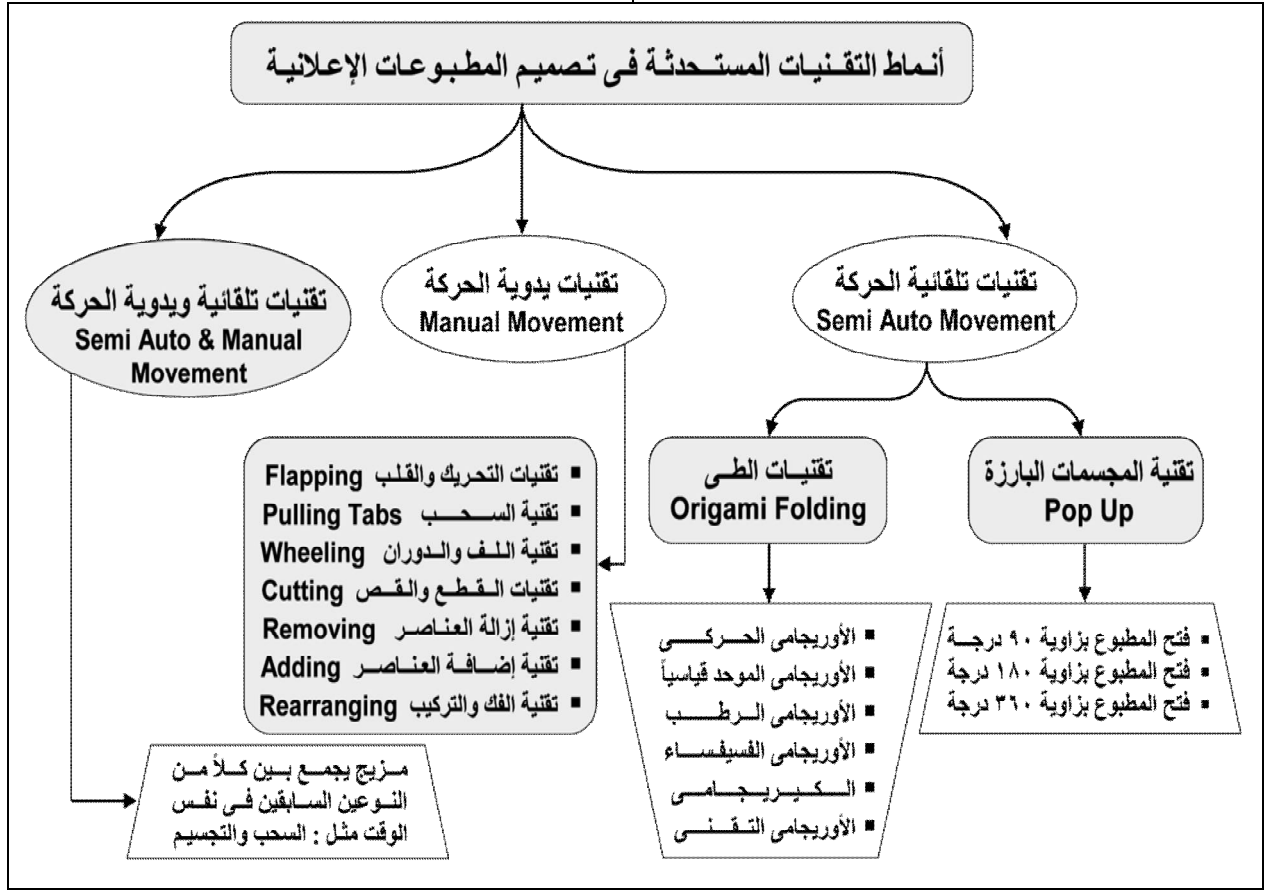 أنماط التقنيات المستحدثة فى تصميم المطبوعات الإعلانية
تقنيات تلقائية الحركة
Semi Auto Movement
تقنيات يدوية الحركة
Manual Movement
تقنيات تلقائية ويدوية الحركة
Semi Auto & Manual
Movement
تقنية المجسمات البارزة
Pop Up
تقنيات الطى
Origami Folding
▪ فتح المطبوع بزاوية ٩٠ درجة
▪ فتح المطبوع بزاوية ١٨٠ درجة
▪ فتح المطبوع بزاوية ٣٦٠ درجة
▪ الأوريجامى الحركى
▪ الأوريجامى الموحد قياسياً
▪ الأوريجامى الرطب
▪ الأوريجامى الفسيفساء
▪ الكيريجامى
▪ الأوريجامى التقنى
▪ تقنيات التحريك والقلب Flapping
▪ تقنية السحب Pulling Tabs
▪ تقنية اللف والدوران Wheeling
▪ تقنيات القطع والقص Cutting
▪ تقنية إزالة العناصر Removing
▪ تقنية إضافة العناصر Adding
▪ تقنية الفك والتركيب Rearranging
مزيج يجمع بين كلاً من
النوعين السابقين فى نفس
الوقت مثل : السحب والتجسيم